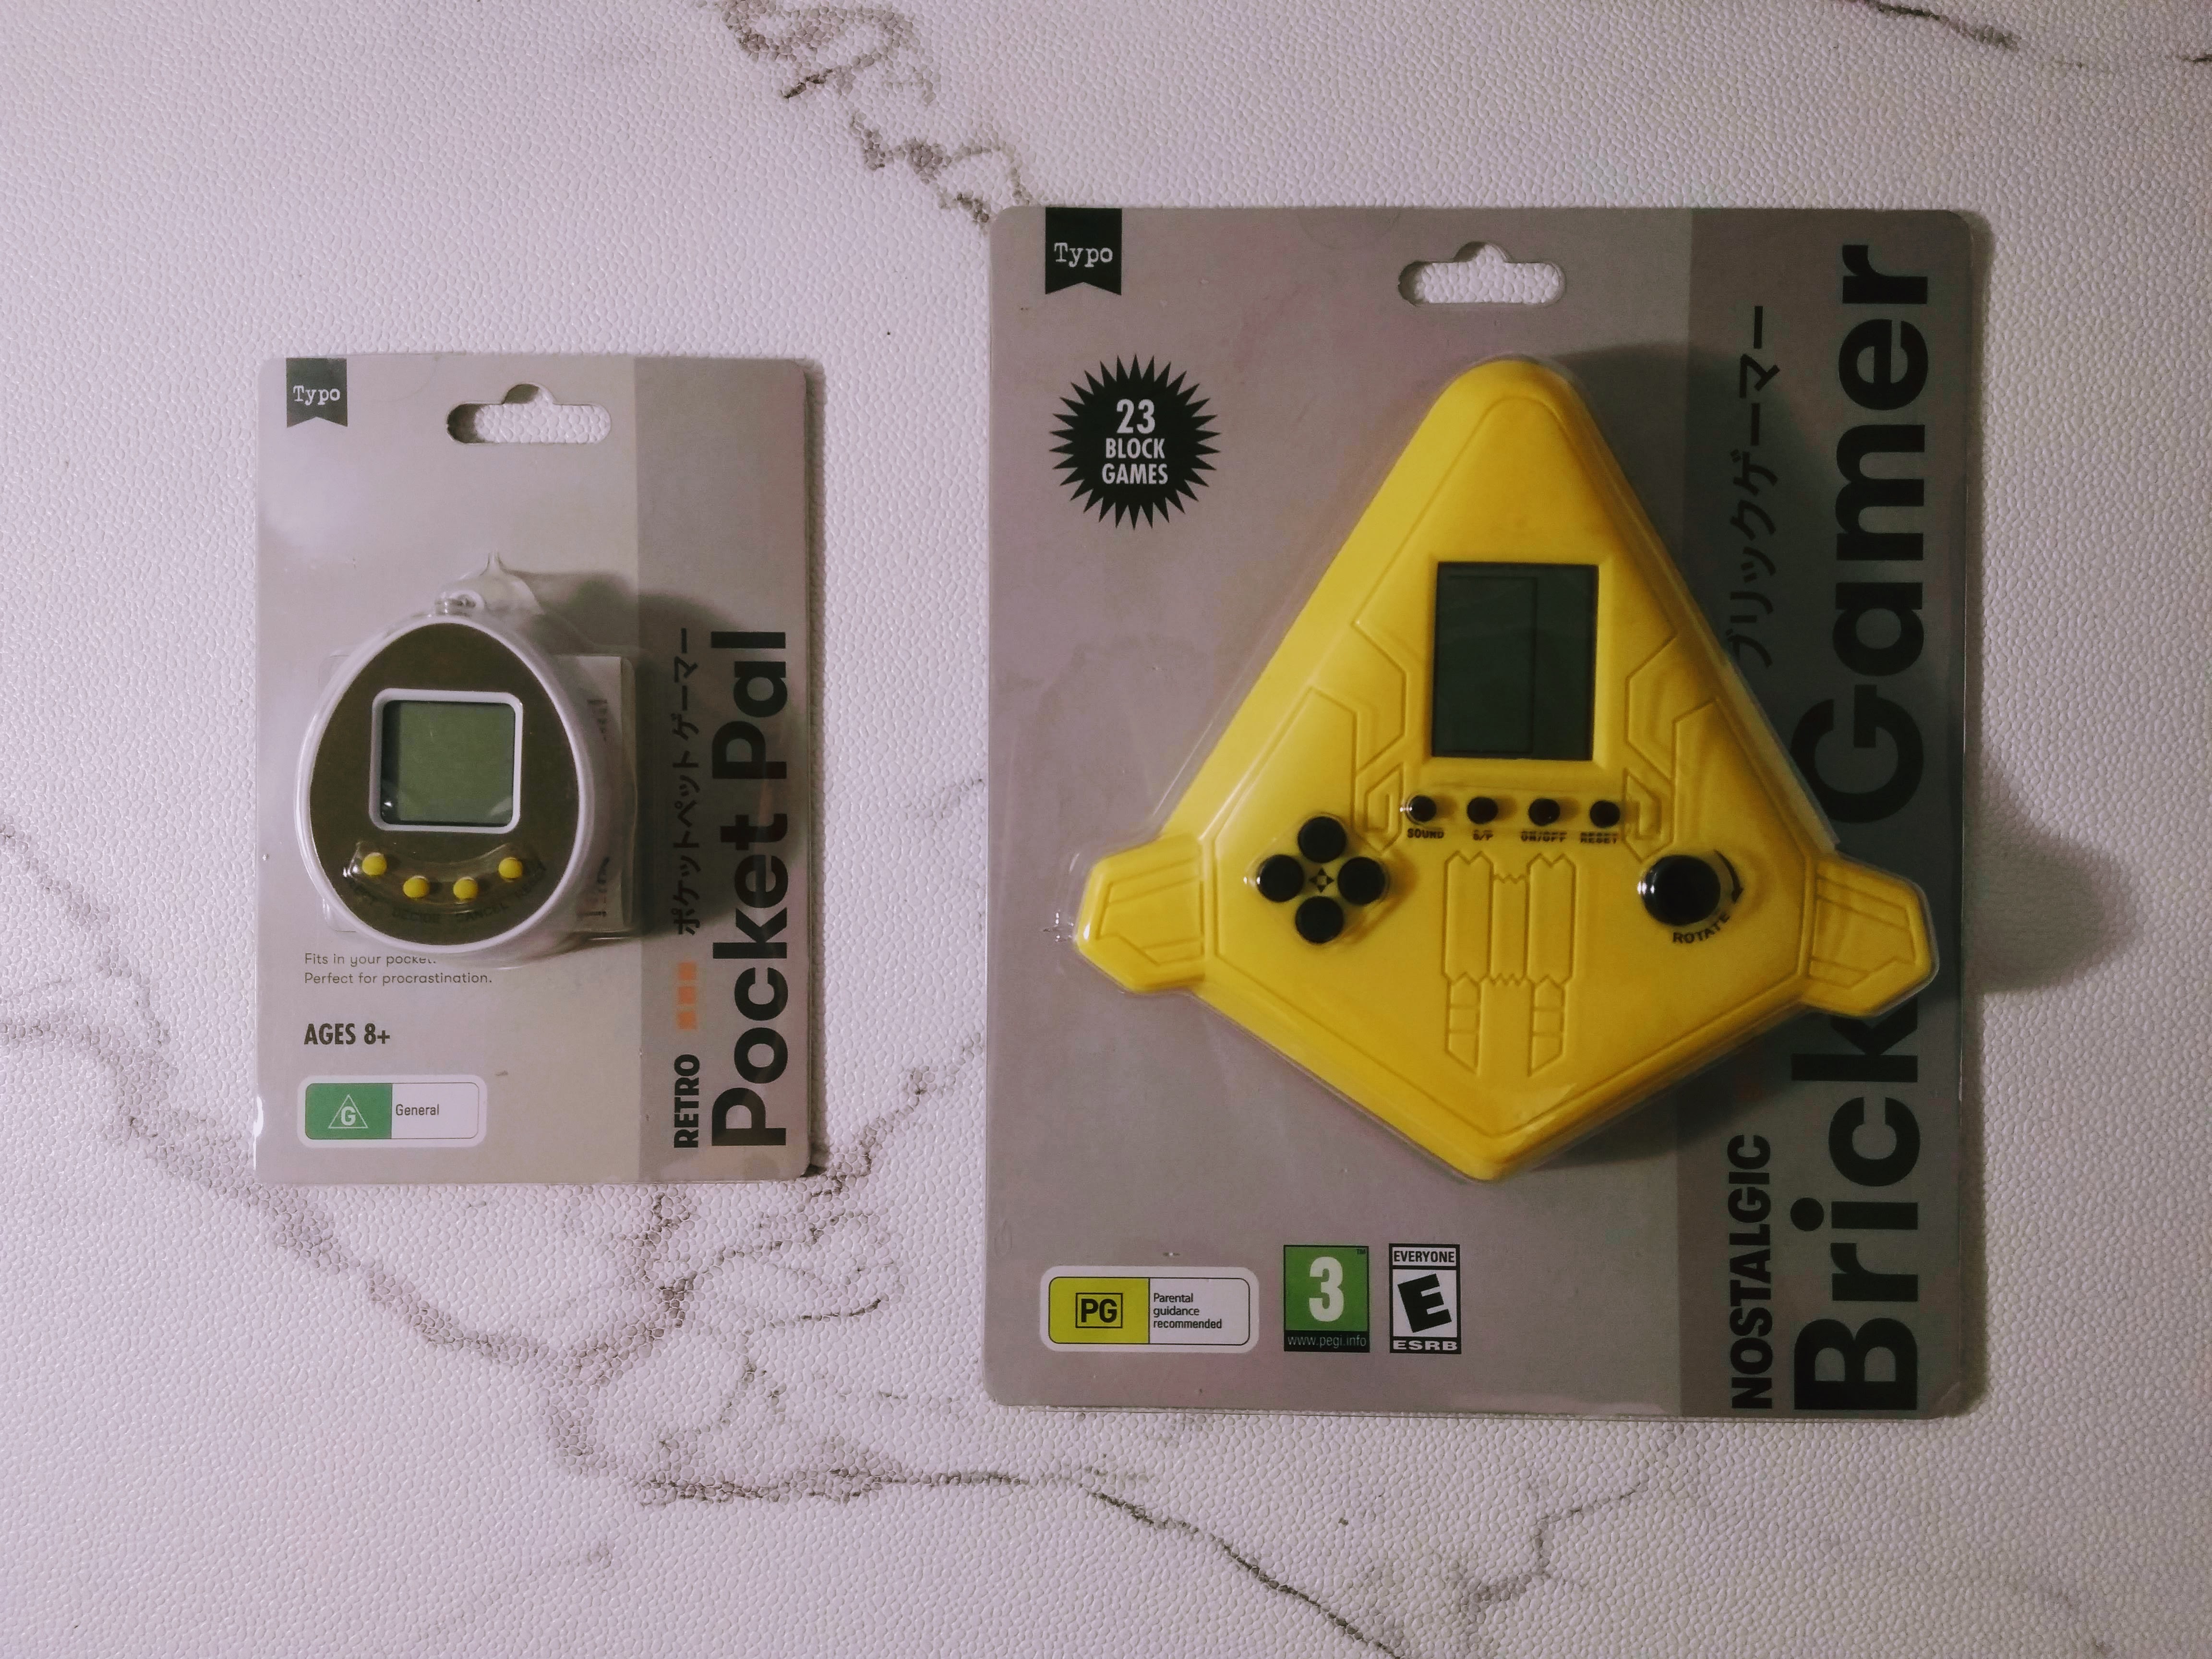 Typo
Fits in your pocket.
Perfect for procrastination.
AGES 8+
G
General
DECIDE CANCEL
RETRO
ポケットペットゲーマー
Pocket Pal
Typo
23
BLOCK
GAMES
SOUND
S/P
ON/OFF
RESET
ROTATE
PG
Parental
guidance
recommended
3
www.pegi.info
EVERYONE
E
ESRB
NOSTALGIC
ブリックゲーマー
Brick Gamer